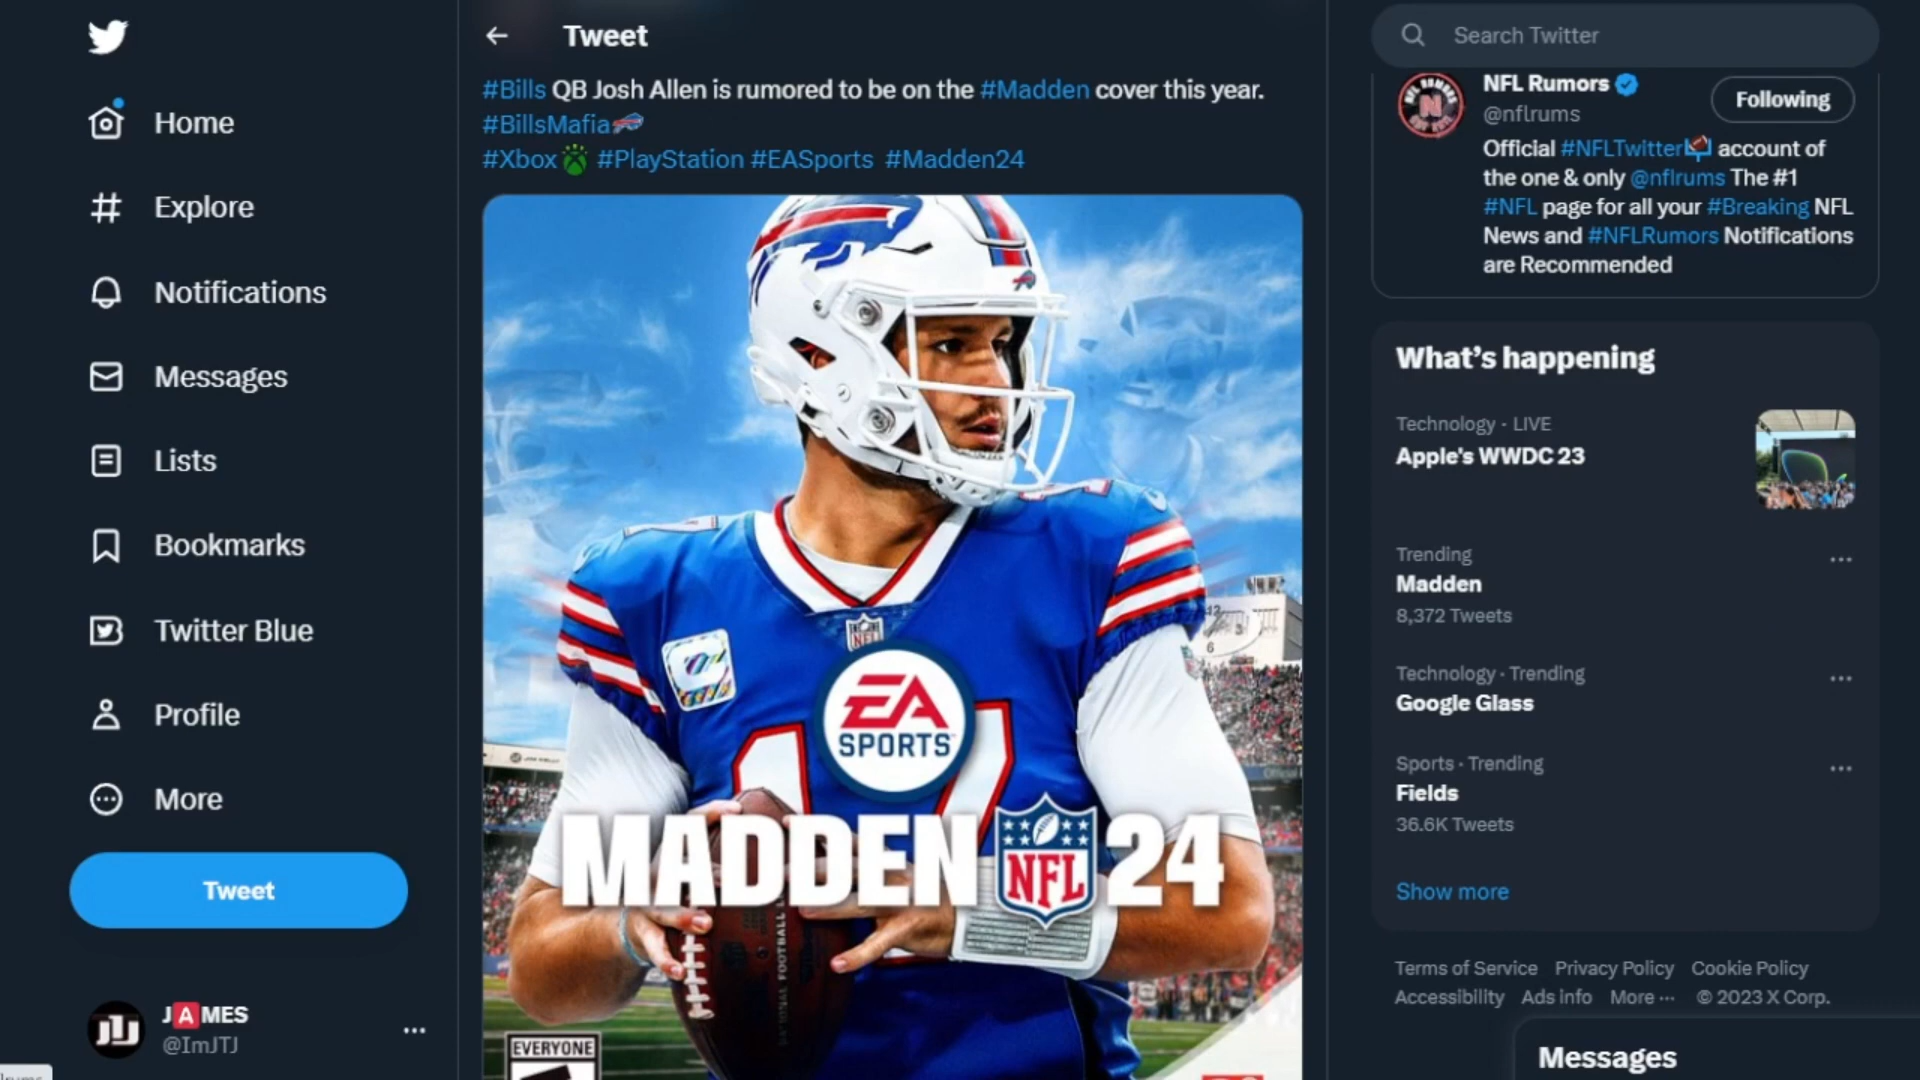 Home
Explore
Notifications
Messages
Lists
Bookmarks
Twitter Blue
Profile
More
Tweet
JAMES
@ImJTJ
Tweet
#Bills QB Josh Allen is rumored to be on the #Madden cover this year.
#BillsMafia
#Xbox #PlayStation #EASports #Madden24
NFL
EA
SPORTS
MADDEN NFL 24
EVERYONE
Search Twitter
NFL Rumors
@nflrums
Following
Official #NFLTwitter account of
the one & only @nflrums The #1
#NFL page for all your #Breaking NFL
News and #NFLRumors Notifications
are Recommended
What's happening
Technology · LIVE
Apple's WWDC 23
Trending
Madden
8,372 Tweets
Technology · Trending
Google Glass
Sports · Trending
Fields
36.6K Tweets
Show more
Terms of Service Privacy Policy Cookie Policy
Accessibility Ads info More ··· © 2023 X Corp.
Messages